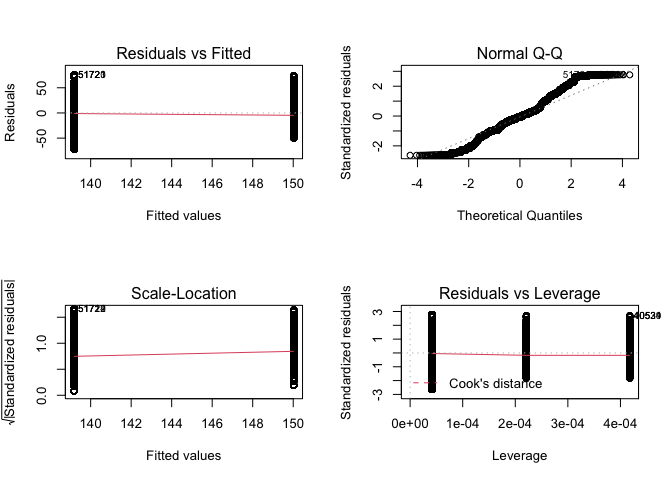 Residuals vs Fitted
Residuals
50
0
-50
51720
140 142 144 146 148 150
Fitted values
Normal Q-Q
Standardized residuals
2
0
-2
-4 -2 0 2 4
Theoretical Quantiles
Scale-Location
√|Standardized residuals|
1.0
0.0
140 142 144 146 148 150
Fitted values
Residuals vs Leverage
Standardized residuals
3
1
-1
-3
Cook's distance
0e+00 1e-04 2e-04 3e-04 4e-04
Leverage